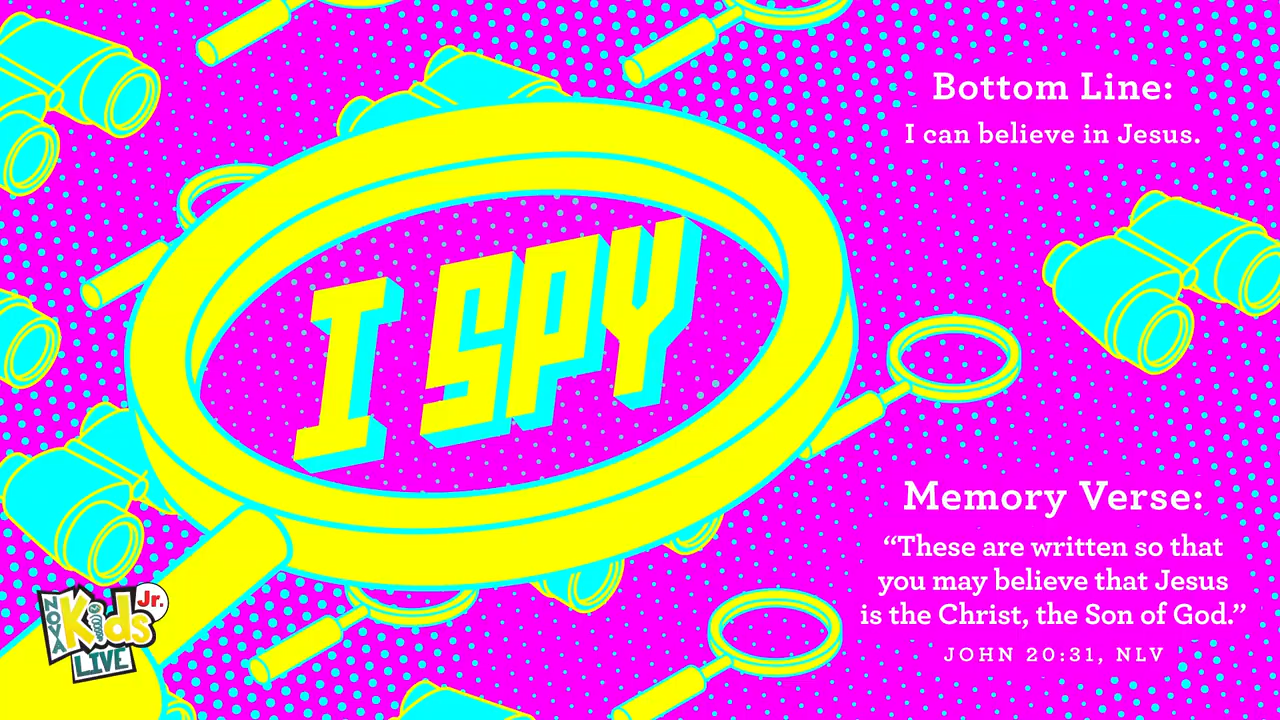 I SPY
Bottom Line:
I can believe in Jesus.
Memory Verse:
“These are written so that
you may believe that Jesus
is the Christ, the Son of God.”
JOHN 20:31, NLV
NOVA
Kids
Jr.
LIVE